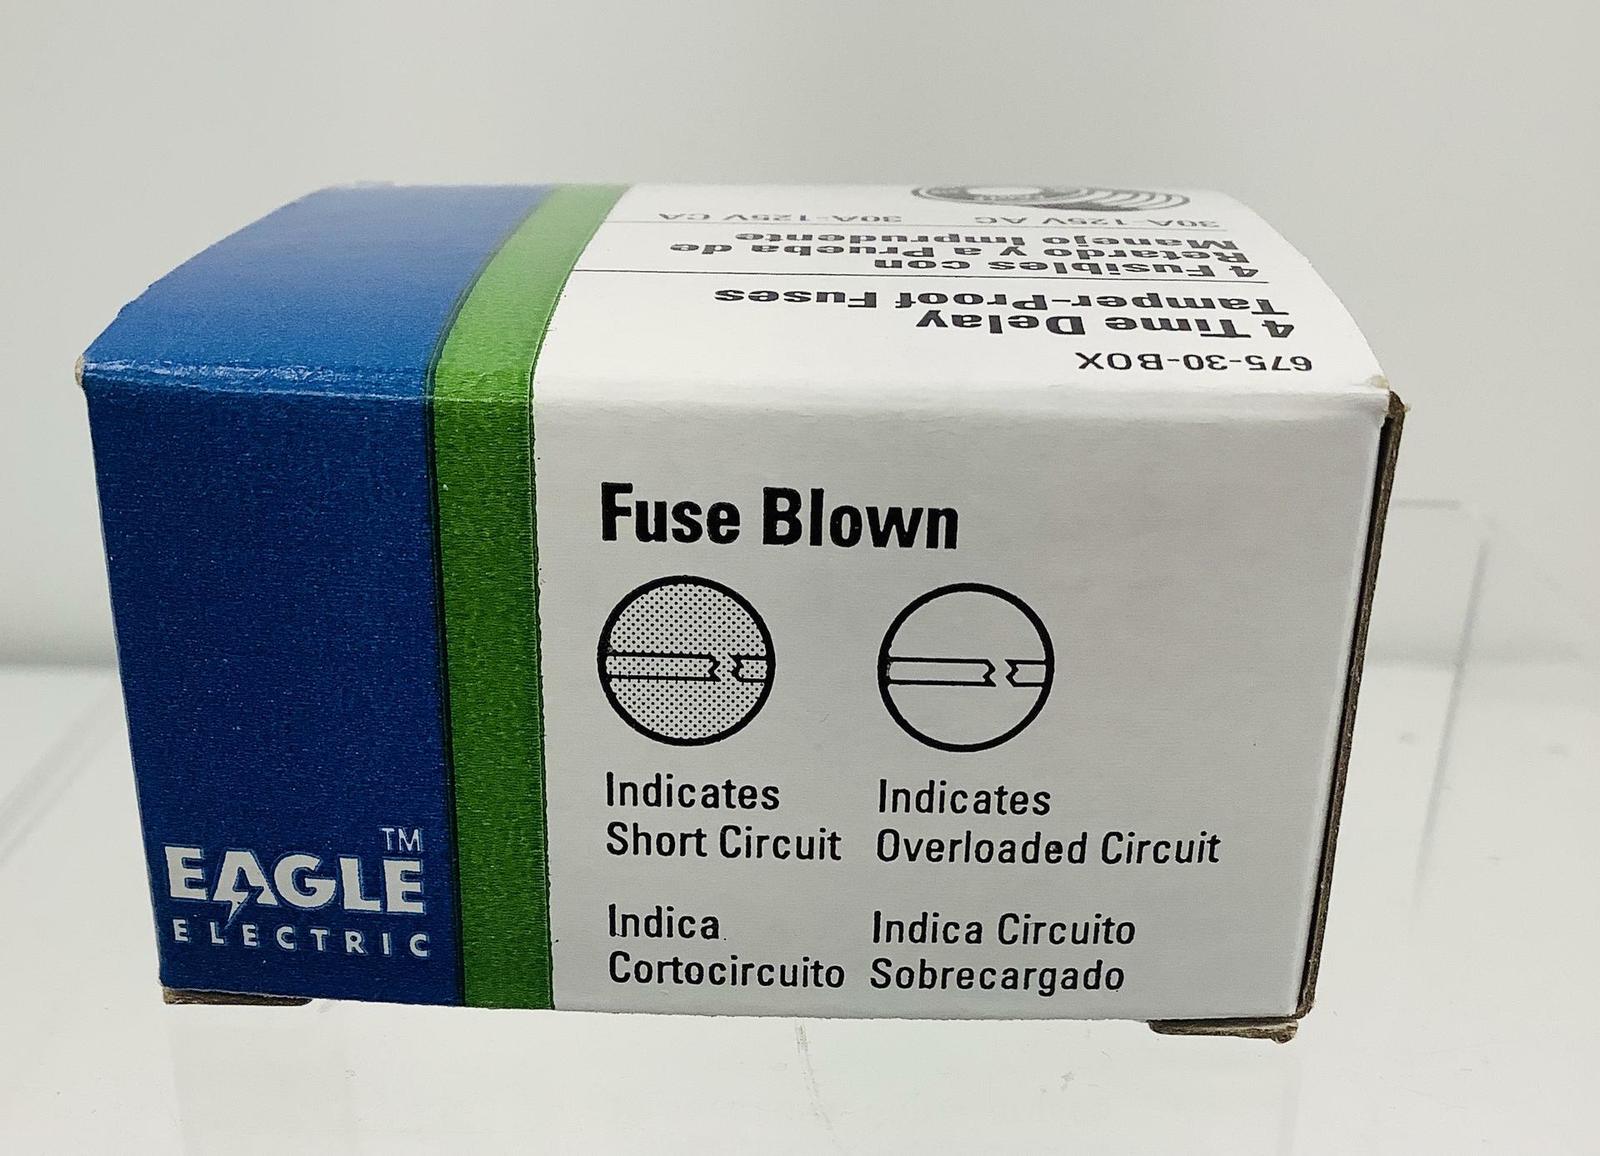 675-30-BOX
4 Time Delay
Tamper-Proof Fuses
4 Fusibles con
Retardo y a Prueba de
Manejo Imprudente
30A-125V AC 30A-125V CA
Fuse Blown
Indicates
Short Circuit
Indica
Cortocircuito
Indicates
Overloaded Circuit
Indica Circuito
Sobrecargado
EAGLE TM
ELECTRIC